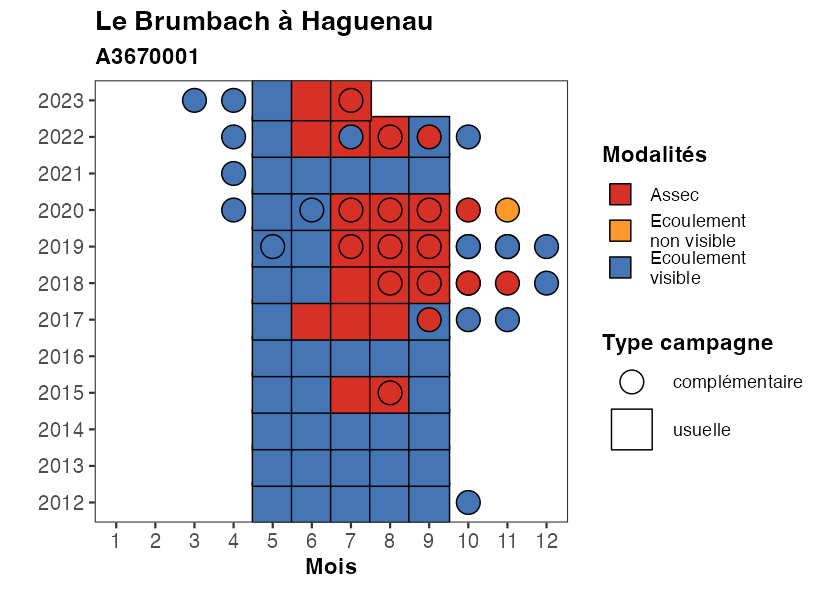 Le Brumbach à Haguenau
A3670001
2023
2022
2021
2020
2019
2018
2017
2016
2015
2014
2013
2012
1 2 3 4 5 6 7 8 9 10 11 12
Mois
Modalités
Assec
Ecoulement
non visible
Ecoulement
visible
Type campagne
complémentaire
usuelle